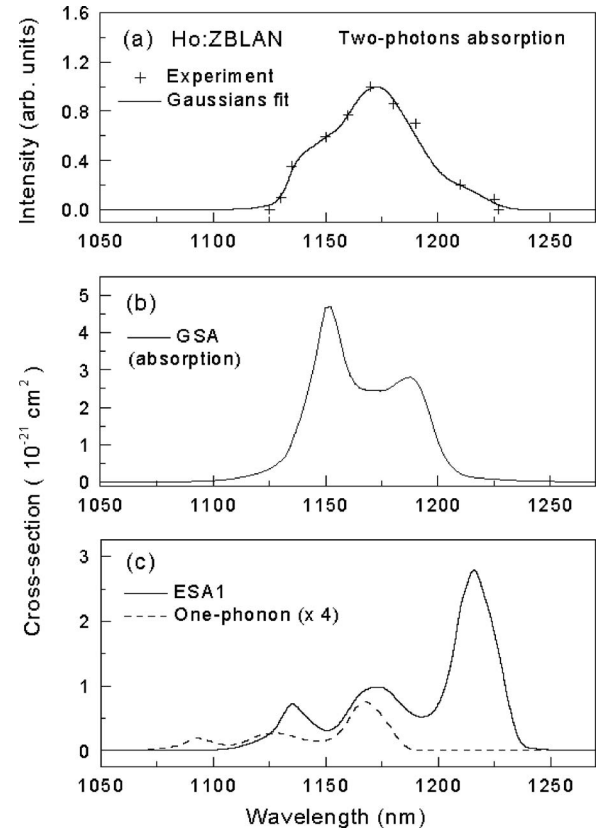 (a) Ho:ZBLAN Two-photons absorption
+ Experiment
Gaussians fit
Intensity (arb. units)
1.6
1.2
0.8
0.4
0.0
1050 1100 1150 1200 1250
(b)
GSA
(absorption)
5
4
3
2
1
0
1050 1100 1150 1200 1250
Cross-section ( 10⁻²¹ cm²)
(c)
ESA1
One-phonon (x 4)
3
2
1
0
1050 1100 1150 1200 1250
Wavelength (nm)